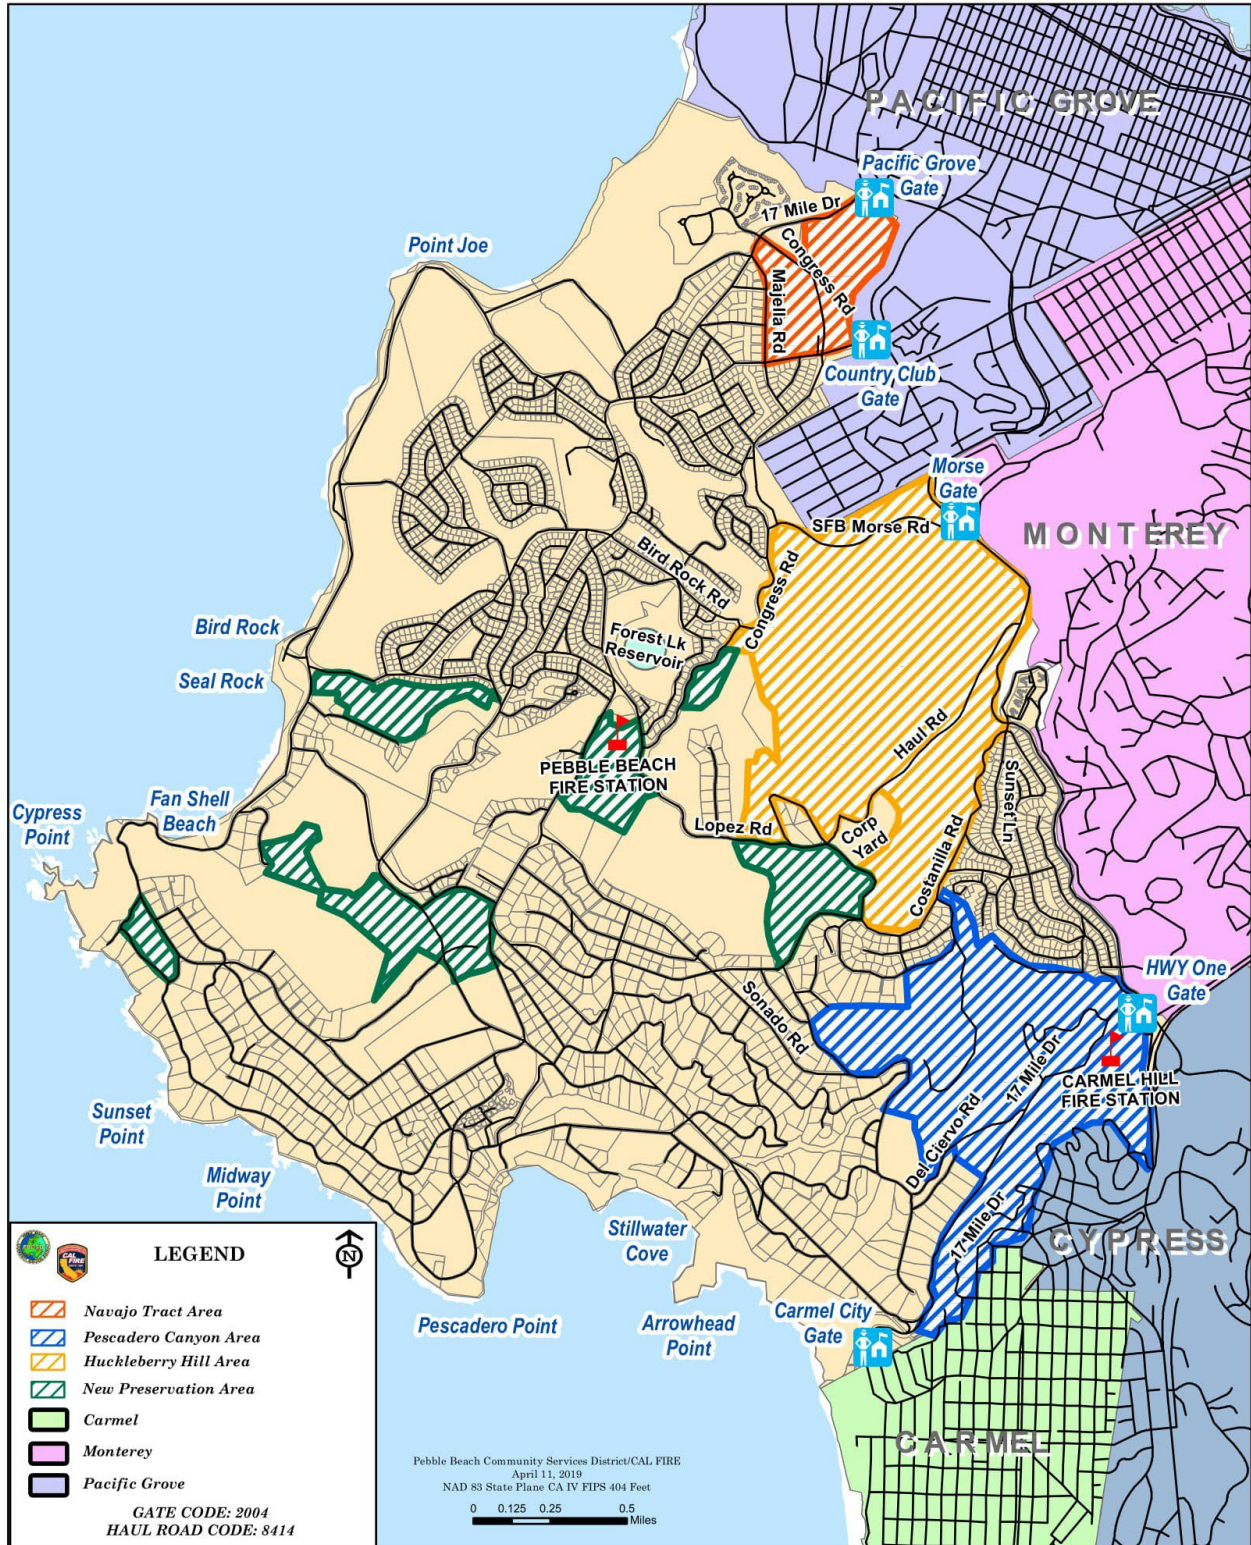 PACIFIC GROVE
Pacific Grove
Gate
17 Mile Dr
Congress Rd
Majella Rd
Point Joe
Country Club
Gate
Morse
Gate
SFB Morse Rd
MONTEREY
Bird Rock Rd
Congress Rd
Forest Lk
Reservoir
Bird Rock
Seal Rock
Haul Rd
Sunset Ln
PEBBLE BEACH
FIRE STATION
Fan Shell
Beach
Cypress
Point
Lopez Rd
Corp
Yard
Costanilla Rd
HWY One
Gate
Sonado Rd
17 Mile Dr
CARMEL HILL
FIRE STATION
Del Ciervo Rd
Sunset
Point
Midway
Point
17 Mile Dr
Stillwater
Cove
CYPRESS
Pescadero Point
Arrowhead
Point
Carmel City
Gate
CARMEL
LEGEND
N
CAL
FIRE
Navajo Tract Area
Pescadero Canyon Area
Huckleberry Hill Area
New Preservation Area
Carmel
Monterey
Pacific Grove
GATE CODE: 2004
HAUL ROAD CODE: 8414
Pebble Beach Community Services District/CAL FIRE
April 11, 2019
NAD 83 State Plane CA IV FIPS 404 Feet
0 0.125 0.25 0.5
Miles